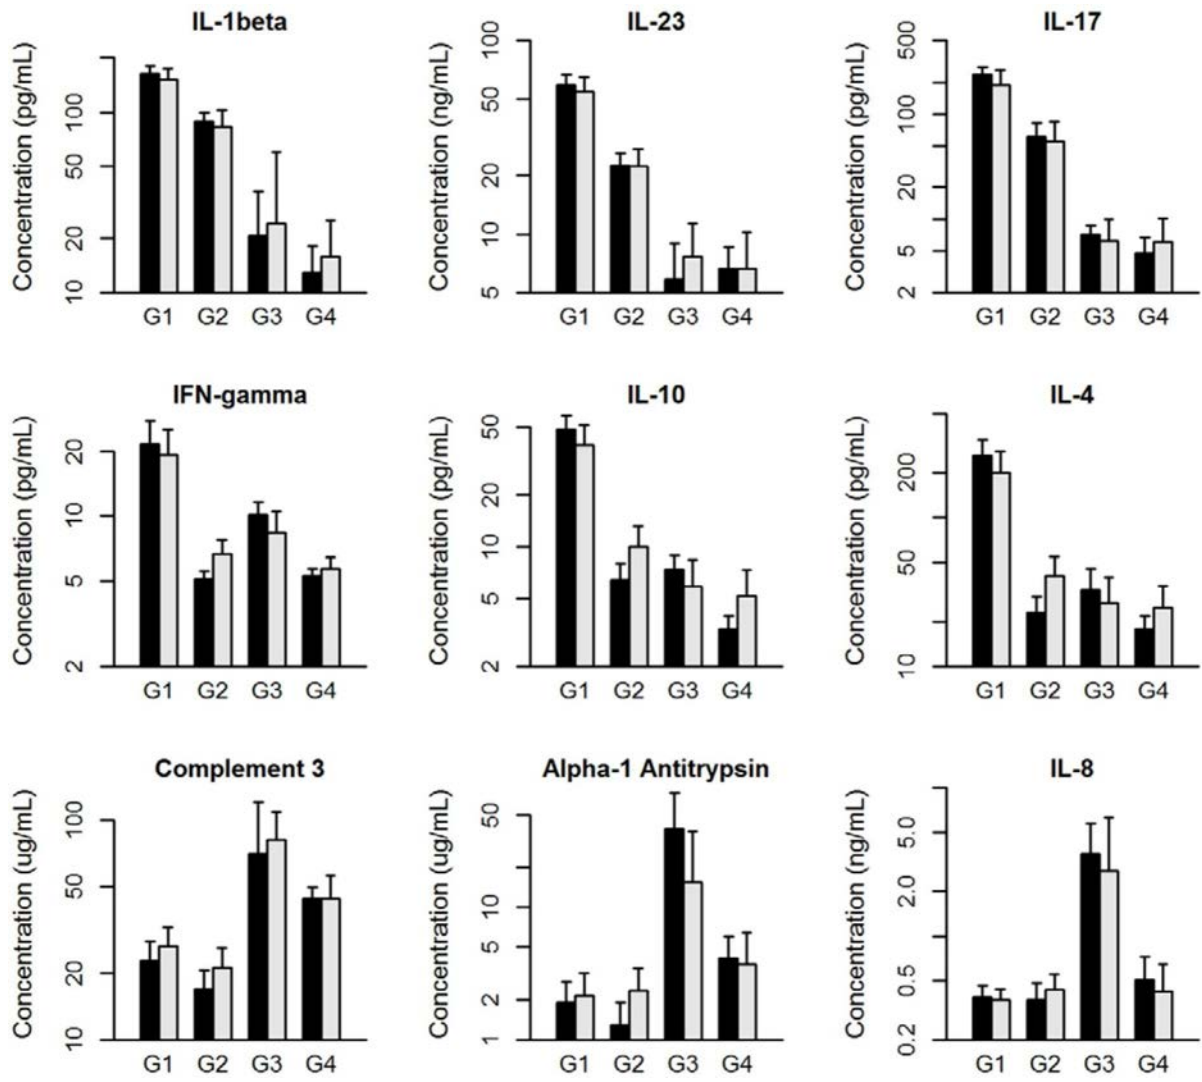 IL-1beta
Concentration (pg/mL)
100
50
20
10
G1 G2 G3 G4
IL-23
Concentration (ng/mL)
100
50
20
10
5
G1 G2 G3 G4
IL-17
Concentration (pg/mL)
500
100
20
5
2
G1 G2 G3 G4
IFN-gamma
Concentration (pg/mL)
20
10
5
2
G1 G2 G3 G4
IL-10
Concentration (pg/mL)
50
20
10
5
2
G1 G2 G3 G4
IL-4
Concentration (pg/mL)
200
50
10
G1 G2 G3 G4
Complement 3
Concentration (ug/mL)
100
50
20
10
G1 G2 G3 G4
Alpha-1 Antitrypsin
Concentration (ug/mL)
50
10
5
2
1
G1 G2 G3 G4
IL-8
Concentration (ng/mL)
5.0
2.0
0.5
0.2
G1 G2 G3 G4